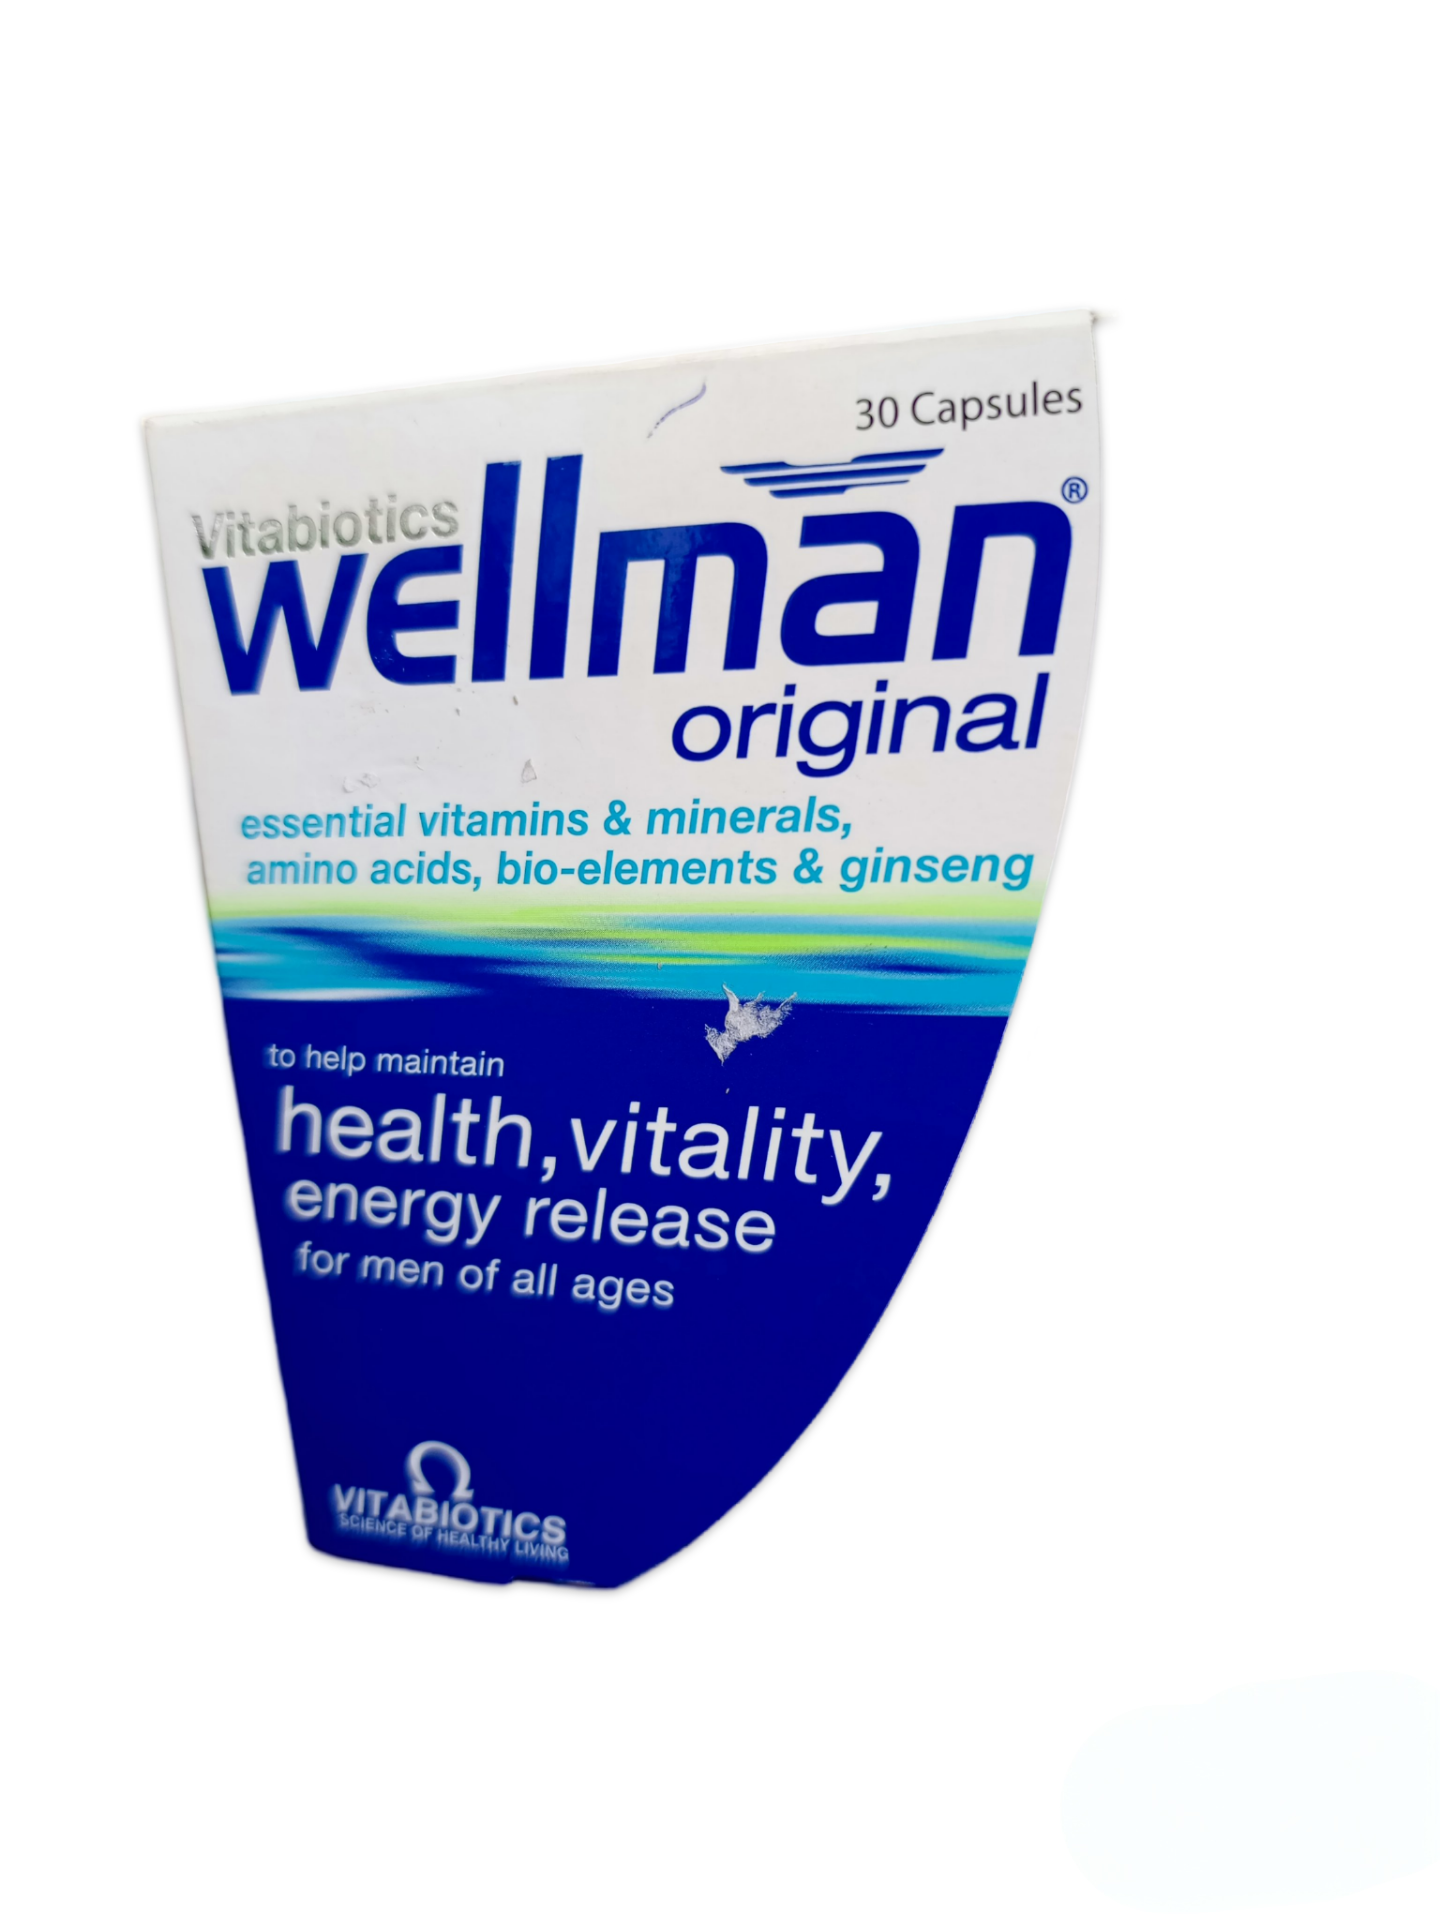 30 Capsules
Vitabiotics
wellman®
original
essential vitamins & minerals,
amino acids, bio-elements & ginseng
to help maintain
health, vitality,
energy release
for men of all ages
VITABIOTICS
SCIENCE OF HEALTHY LIVING